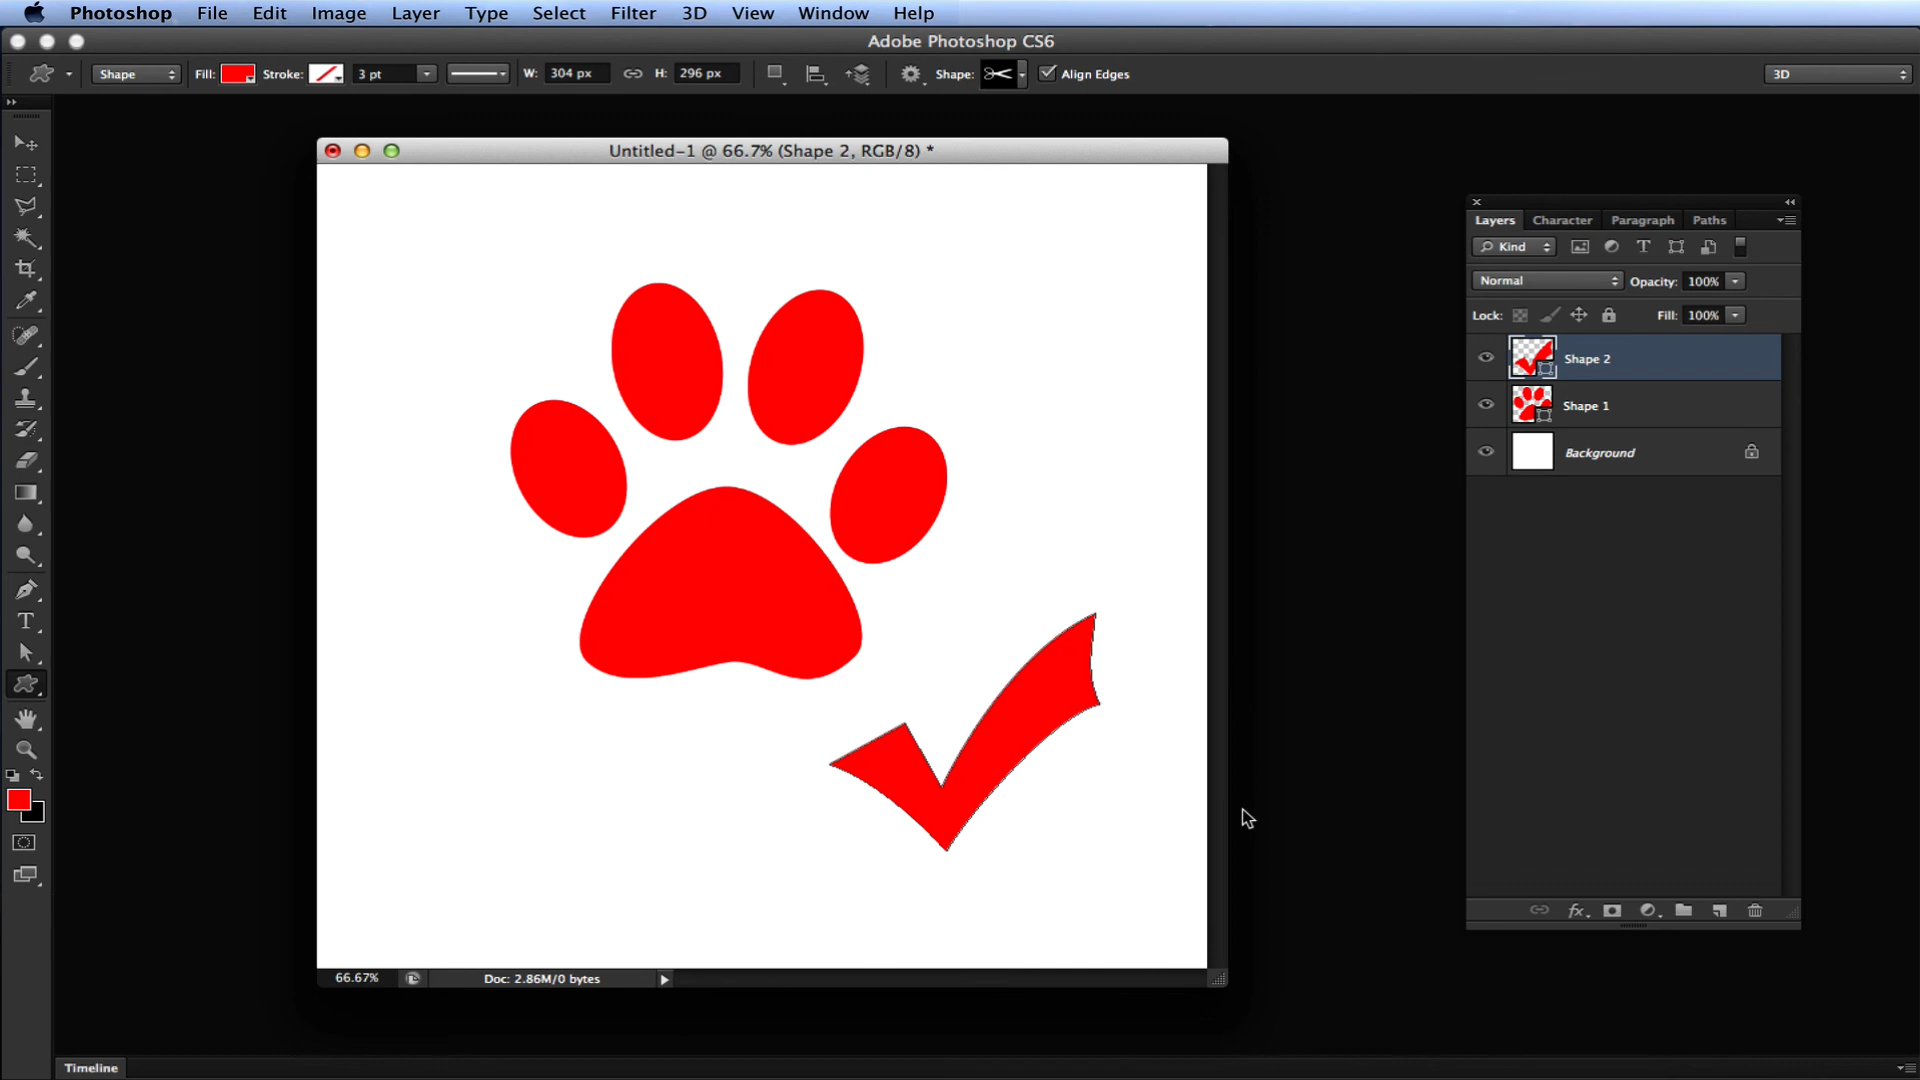 Photoshop File Edit Image Layer Type Select Filter 3D View Window Help
Adobe Photoshop CS6
Shape Fill: Stroke: 3 pt W: 304 px H: 296 px Shape: Align Edges 3D
Untitled-1 @ 66.7% (Shape 2, RGB/8) *
Layers Character Paragraph Paths
Kind
Normal Opacity: 100%
Lock: Fill: 100%
Shape 2
Shape 1
Background
fx
66.67% Doc: 2.86M/0 bytes
Timeline